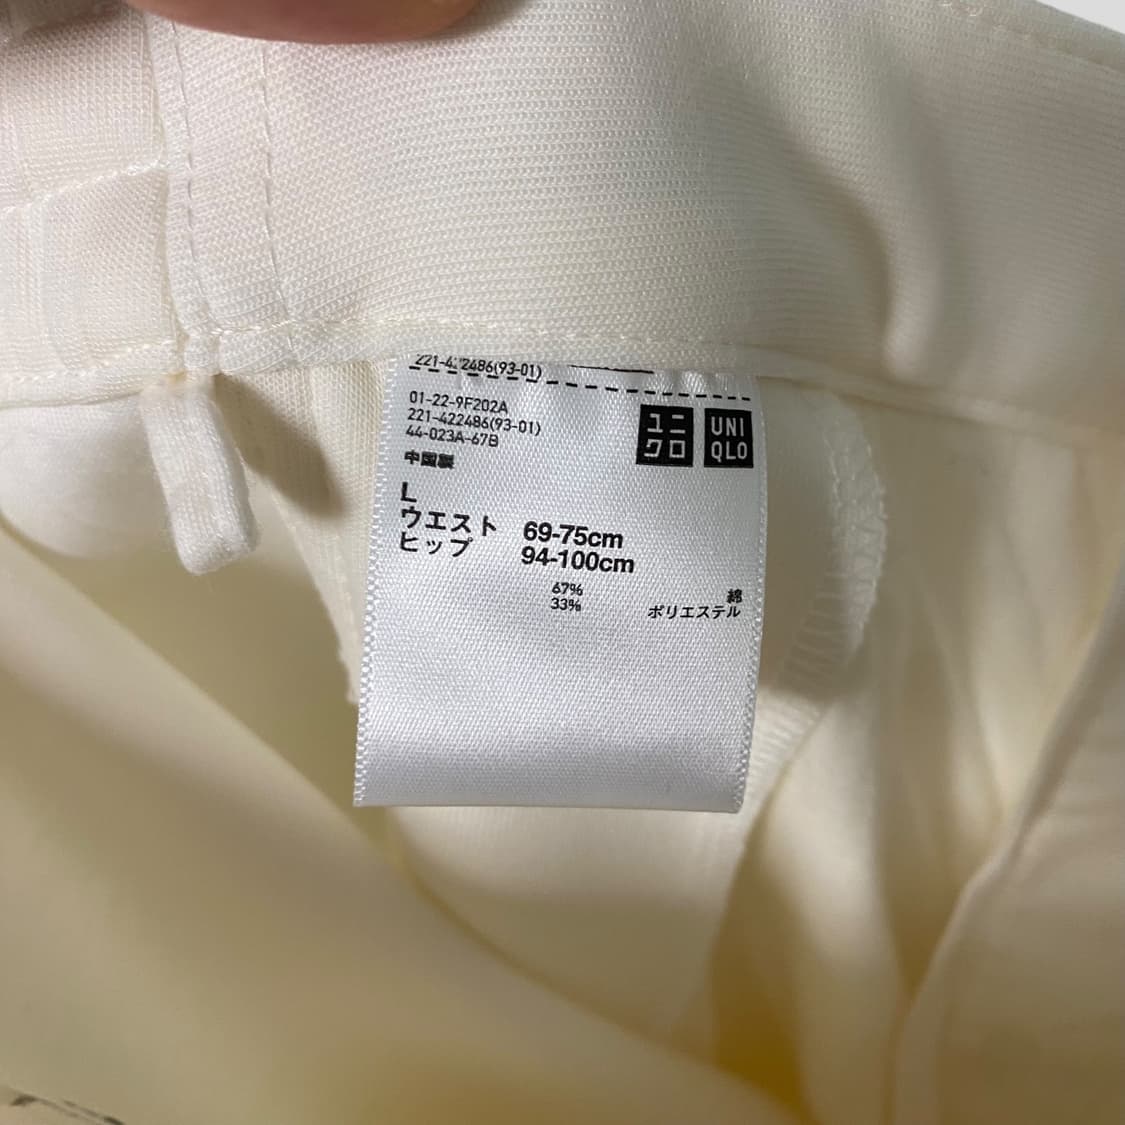 221-422486(93-01)
01-22-9F202A
221-422486(93-01)
44-023A-67B
中国製
ユニ
クロ
UNI
QLO
L
ウエスト 69-75cm
ヒップ 94-100cm
67% 綿
33% ポリエステル